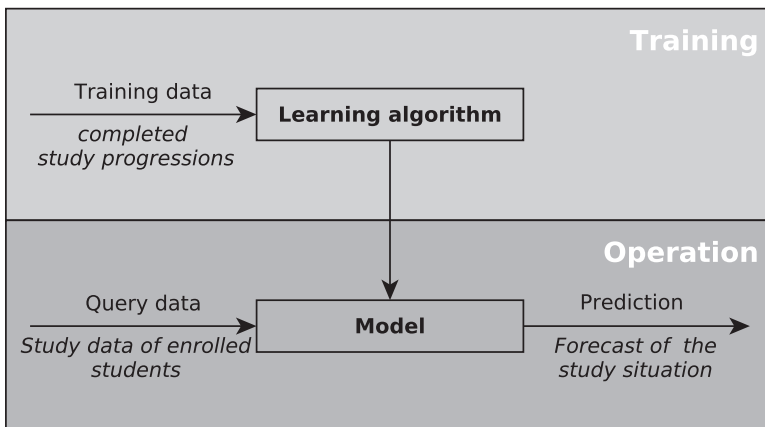 Training
Training data
Learning algorithm
completed
study progressions
Operation
Query data
Model
Prediction
Study data of enrolled
students
Forecast of the
study situation